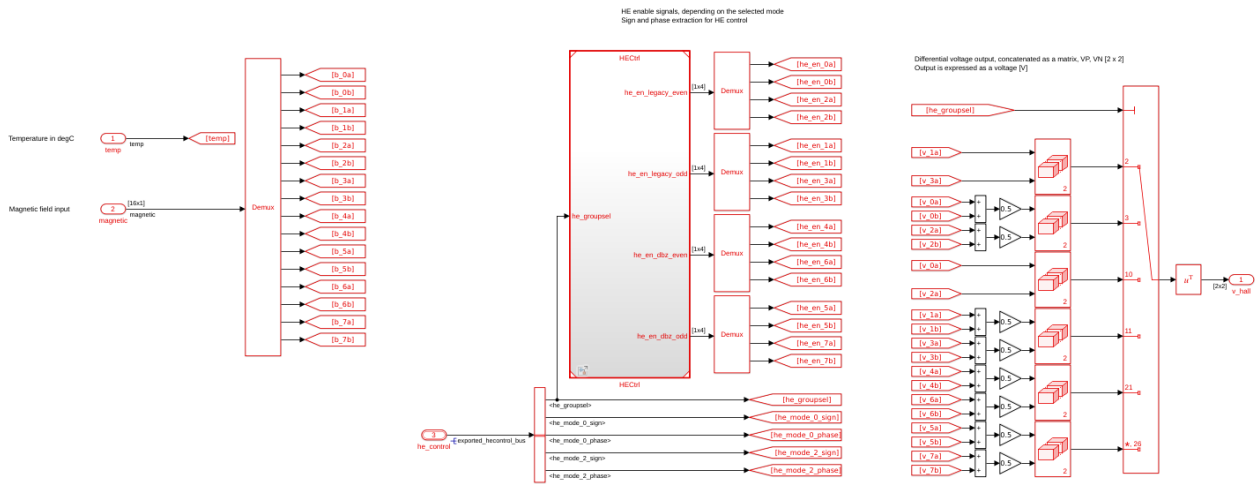 HE enable signals, depending on the selected mode
Sign and phase extraction for HE control
Temperature in degC
1
temp
temp
[temp]
Magnetic field input
2
magnetic
[16x1]
magnetic
Demux
[b_0a]
[b_0b]
[b_1a]
[b_1b]
[b_2a]
[b_2b]
[b_3a]
[b_3b]
[b_4a]
[b_4b]
[b_5a]
[b_5b]
[b_6a]
[b_6b]
[b_7a]
[b_7b]
HECtrl
he_groupsel
he_en_legacy_even
he_en_legacy_odd
he_en_dbz_even
he_en_dbz_odd
HECtrl
[1x4]
Demux
[he_en_0a]
[he_en_0b]
[he_en_2a]
[he_en_2b]
[1x4]
Demux
[he_en_1a]
[he_en_1b]
[he_en_3a]
[he_en_3b]
[1x4]
Demux
[he_en_4a]
[he_en_4b]
[he_en_6a]
[he_en_6b]
[1x4]
Demux
[he_en_5a]
[he_en_5b]
[he_en_7a]
[he_en_7b]
3
he_control
exported_hecontrol_bus
<he_groupsel>
<he_mode_0_sign>
<he_mode_0_phase>
<he_mode_2_sign>
<he_mode_2_phase>
[he_groupsel]
[he_mode_0_sign]
[he_mode_0_phase]
[he_mode_2_sign]
[he_mode_2_phase]
Differential voltage output, concatenated as a matrix, VP, VN [2 x 2]
Output is expressed as a voltage [V]
[he_groupsel]
[v_1a]
[v_3a]
2
2
[v_0a]
[v_0b]
[v_2a]
[v_2b]
+
+
+
+
0.5
0.5
2
3
[v_0a]
[v_2a]
2
10
[v_1a]
[v_1b]
[v_3a]
[v_3b]
+
+
+
+
0.5
0.5
2
11
[v_4a]
[v_4b]
[v_6a]
[v_6b]
+
+
+
+
0.5
0.5
2
21
[v_5a]
[v_5b]
[v_7a]
[v_7b]
+
+
+
+
0.5
0.5
2
*, 26
uT
[2x2]
1
v_hall